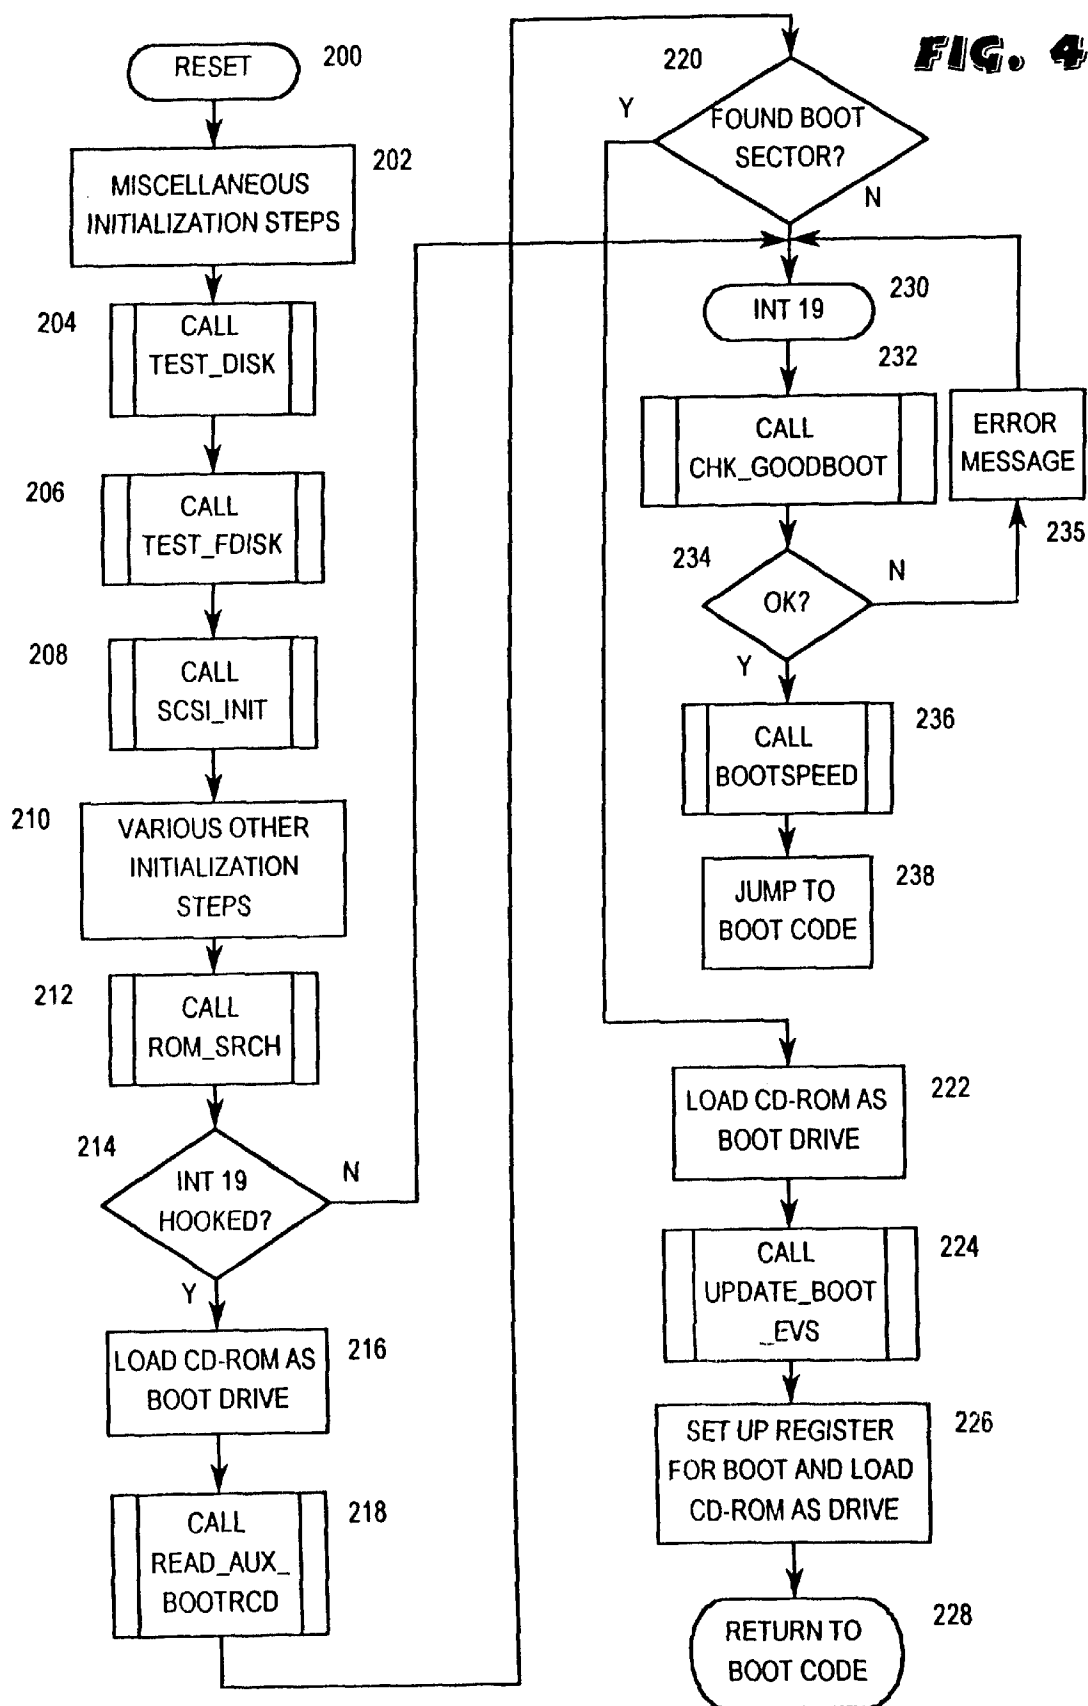 FIG. 4
RESET
200
MISCELLANEOUS
INITIALIZATION STEPS
202
204
CALL
TEST_DISK
206
CALL
TEST_FDISK
208
CALL
SCSI_INIT
210
VARIOUS OTHER
INITIALIZATION
STEPS
212
CALL
ROM_SRCH
214
INT 19
HOOKED?
N
Y
LOAD CD-ROM AS
BOOT DRIVE
216
CALL
READ_AUX_
BOOTRCD
218
220
Y
FOUND BOOT
SECTOR?
N
INT 19
230
232
CALL
CHK_GOODBOOT
ERROR
MESSAGE
235
234
OK?
N
Y
CALL
BOOTSPEED
236
JUMP TO
BOOT CODE
238
LOAD CD-ROM AS
BOOT DRIVE
222
CALL
UPDATE_BOOT
_EVS
224
SET UP REGISTER
FOR BOOT AND LOAD
CD-ROM AS DRIVE
226
RETURN TO
BOOT CODE
228